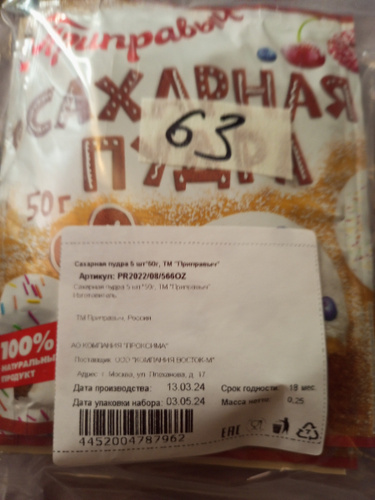 Приправыч
САХАРНАЯ
ПУДРА
63
50 г
100%
НАТУРАЛЬНЫЙ
ПРОДУКТ
Сахарная пудра 5 шт*50г, ТМ "Приправыч"
Артикул: PR2022/08/566OZ
Сахарная пудра 5 шт*50г, ТМ "Приправыч"
Изготовитель:
ТМ Приправыч, Россия
АО КОМПАНИЯ "ПРОКСИМА"
Поставщик: ООО "КОМПАНИЯ ВОСТОК-М"
Адрес: г. Москва, ул. Плеханова, д. 17
Дата производства: 13.03.24 Срок годности: 18 мес
Дата упаковки набора: 03.05.24 Масса нетто: 0,25
4452004787962
EAC